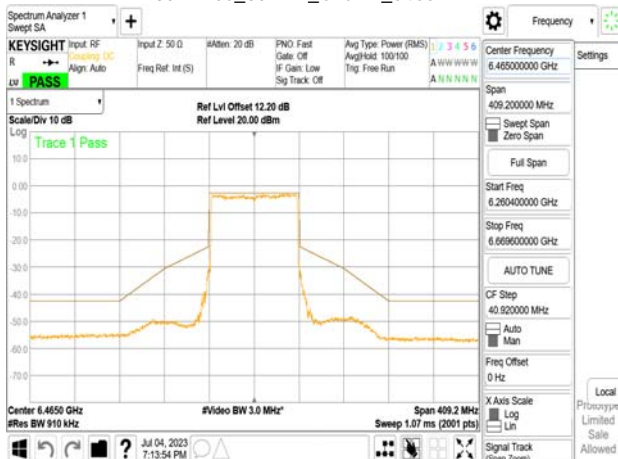 Spectrum Analyzer 1
Swept SA
Frequency
KEYSIGHT
R
LXI
PASS
Input: RF
Coupling: DC
Align: Auto
Input Z: 50 Ω
Freq Ref: Int (S)
#Atten: 20 dB
PNO: Fast
Gate: Off
IF Gain: Low
Sig Track: Off
Avg Type: Power (RMS)
Avg|Hold: 100/100
Trig: Free Run
1 2 3 4 5 6
A W W W W W
A N N N N N
1 Spectrum
Scale/Div 10 dB
Ref Lvl Offset 12.20 dB
Ref Level 20.00 dBm
Log
Trace 1 Pass
10.0
0.00
-10.0
-20.0
-30.0
-40.0
-50.0
-60.0
-70.0
Center 6.4650 GHz
#Res BW 910 kHz
#Video BW 3.0 MHz*
Span 409.2 MHz
Sweep 1.07 ms (2001 pts)
Jul 04, 2023
7:13:54 PM
Center Frequency
6.465000000 GHz
Settings
Span
409.200000 MHz
Swept Span
Zero Span
Full Span
Start Freq
6.260400000 GHz
Stop Freq
6.669600000 GHz
AUTO TUNE
CF Step
40.920000 MHz
Auto
Man
Freq Offset
0 Hz
X Axis Scale
Log
Lin
Signal Track
(Span Zoom)
Local
Prototype
Limited
Sale
Allowed